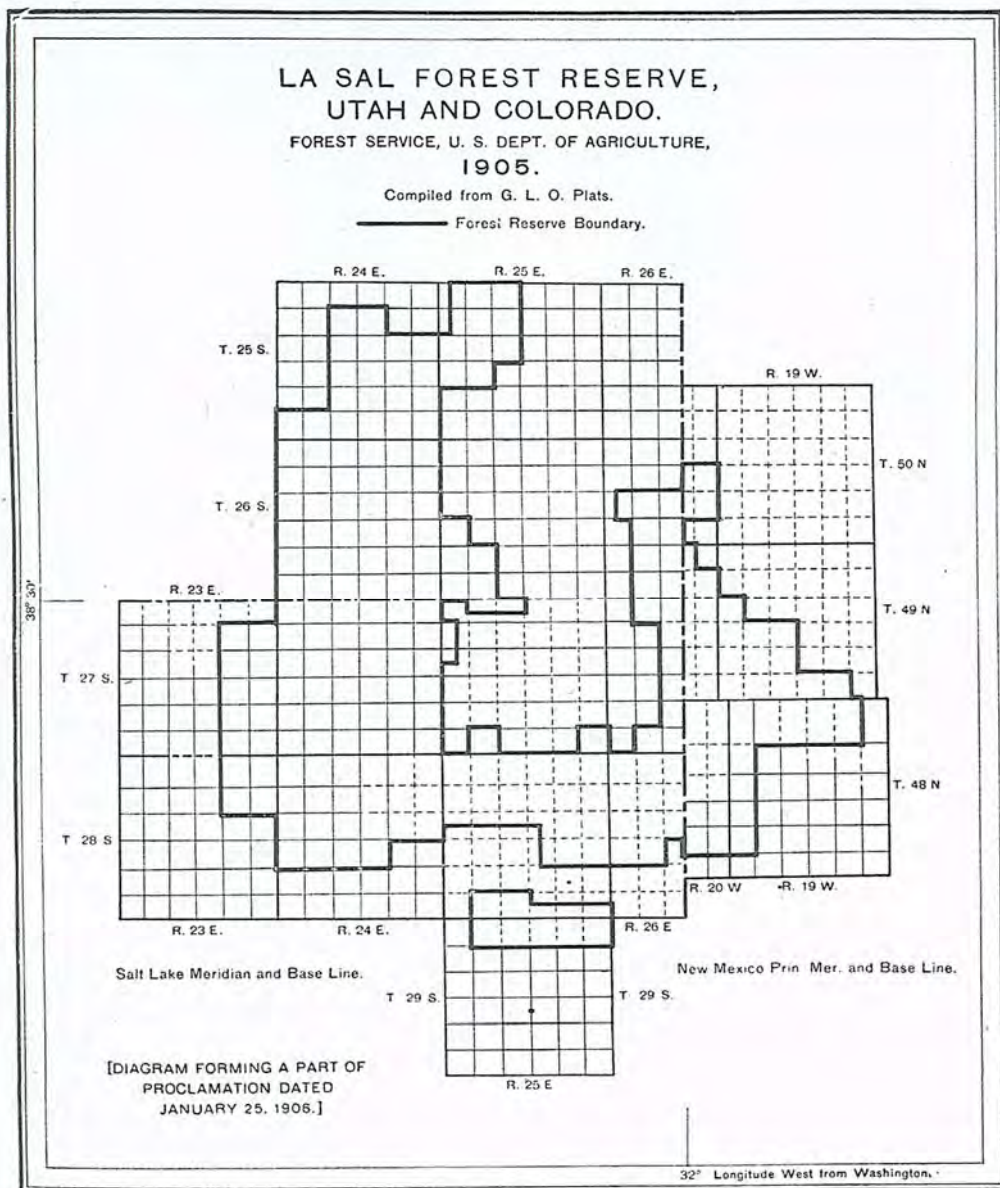 LA SAL FOREST RESERVE,
UTAH AND COLORADO.
FOREST SERVICE, U. S. DEPT. OF AGRICULTURE,
1905.
Compiled from G. L. O. Plats.
Forest Reserve Boundary.
R. 24 E. R. 25 E. R. 26 E.
T. 25 S.
R. 19 W.
T. 50 N
T. 26 S.
38° 30'
R. 23 E.
T. 49 N
T 27 S.
T. 48 N
T 28 S
R. 20 W R. 19 W.
R. 23 E. R. 24 E. R. 26 E
Salt Lake Meridian and Base Line. New Mexico Prin Mer. and Base Line.
T 29 S. T 29 S.
[DIAGRAM FORMING A PART OF
PROCLAMATION DATED
JANUARY 25, 1906.]
R. 25 E
32° Longitude West from Washington.